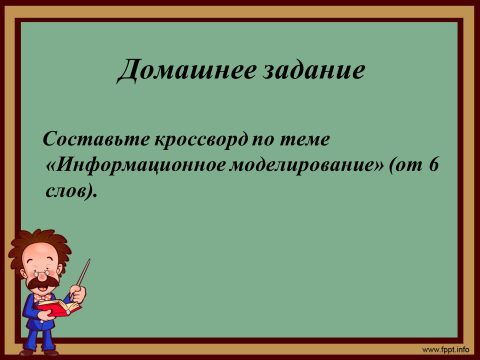 Домашнее задание
Составьте кроссворд по теме
«Информационное моделирование» (от 6
слов).
www.fppt.info